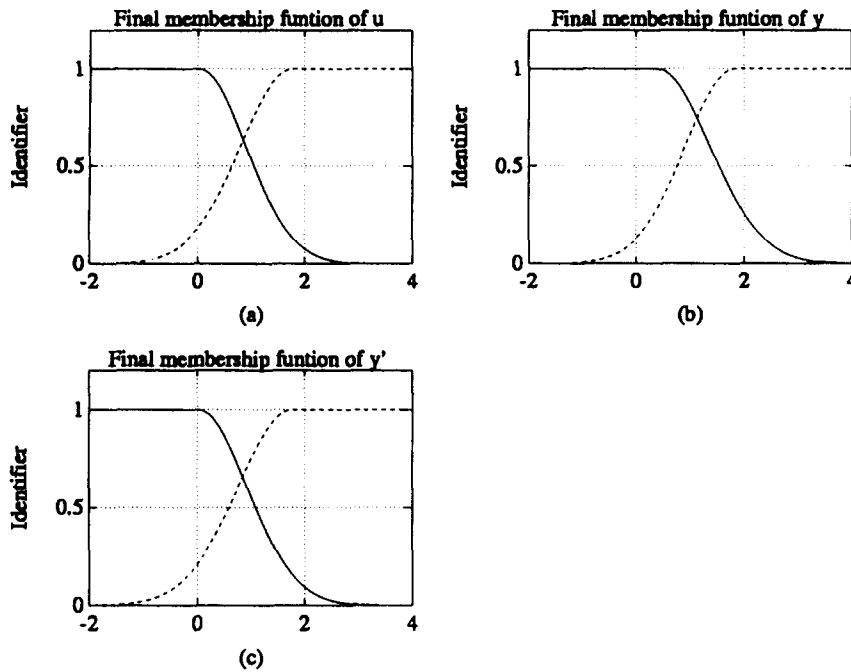 Final membership funtion of u
1
0.5
0
Identifier
-2 0 2 4
(a)
Final membership funtion of y
1
0.5
0
Identifier
-2 0 2 4
(b)
Final membership funtion of y'
1
0.5
0
Identifier
-2 0 2 4
(c)